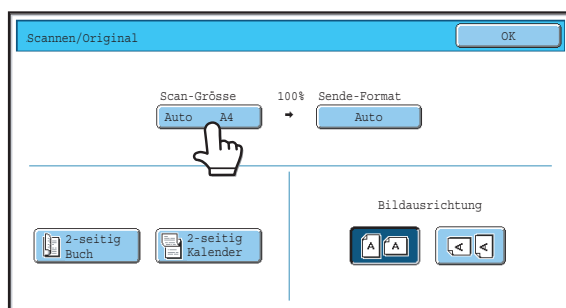 Scannen/Original
OK
Scan-Grösse 100% Sende-Format
Auto A4 Auto
Bildausrichtung
2-seitig
Buch
2-seitig
Kalender
A A A A